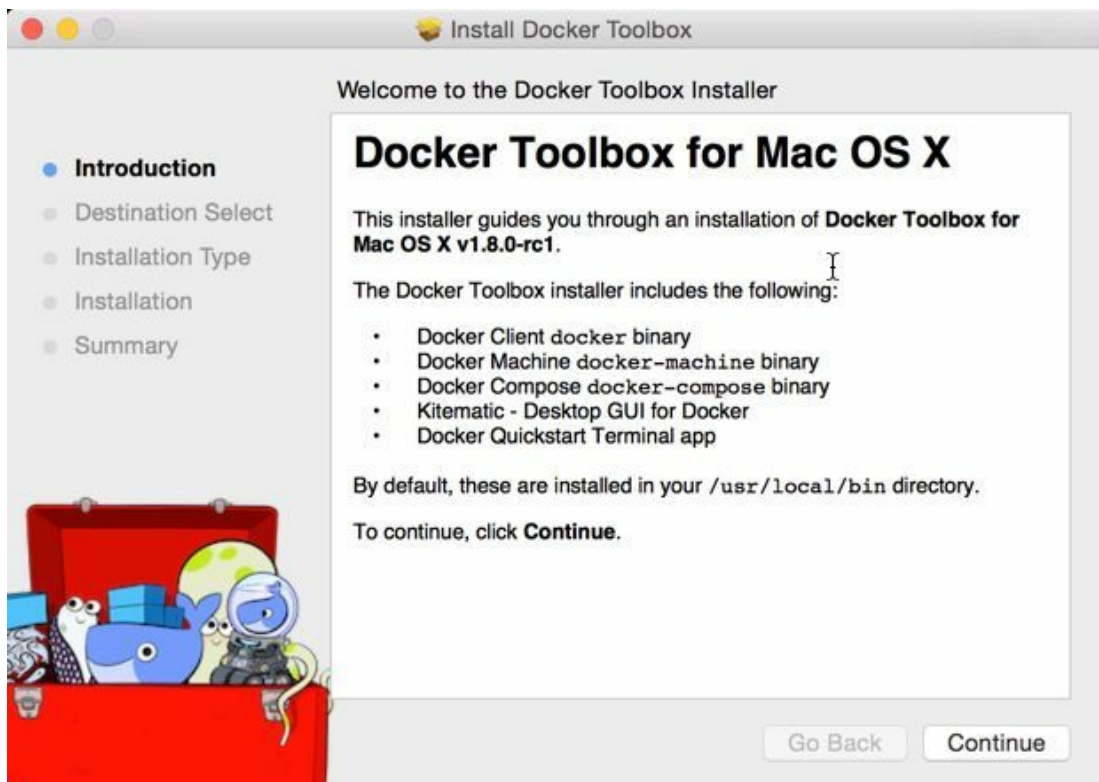 Install Docker Toolbox
Welcome to the Docker Toolbox Installer
Introduction
Destination Select
Installation Type
Installation
Summary
Docker Toolbox for Mac OS X
This installer guides you through an installation of Docker Toolbox for
Mac OS X v1.8.0-rc1.
The Docker Toolbox installer includes the following:
• Docker Client docker binary
• Docker Machine docker-machine binary
• Docker Compose docker-compose binary
• Kitematic - Desktop GUI for Docker
• Docker Quickstart Terminal app
By default, these are installed in your /usr/local/bin directory.
To continue, click Continue.
Go Back
Continue